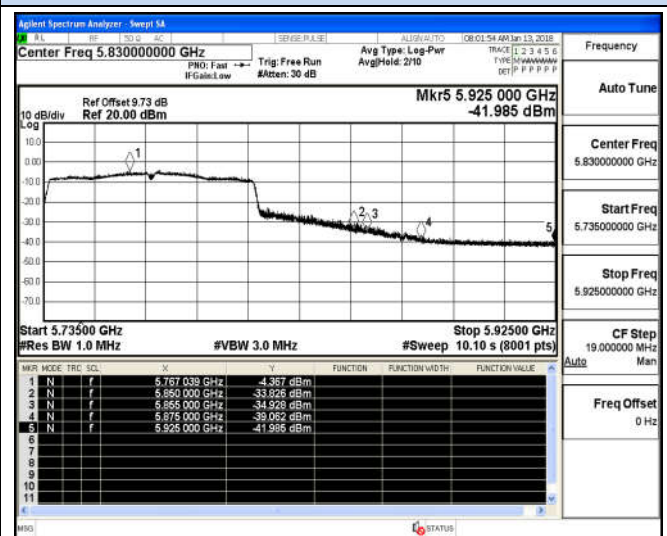 Agilent Spectrum Analyzer - Swept SA
RL RF 50 Ω AC SENSE:PULSE ALIGNAUTO 08:01:54 AM Jan 13, 2018
Center Freq 5.830000000 GHz
PNO: Fast
IFGain:Low
Trig: Free Run
#Atten: 30 dB
Avg Type: Log-Pwr
Avg|Hold: 2/10
TRACE 1 2 3 4 5 6
TYPE MWWWWW
DET P P P P P P
Ref Offset 9.73 dB
10 dB/div Ref 20.00 dBm
Log
Mkr5 5.925 000 GHz
-41.985 dBm
10.0
0.00
-10.0
-20.0
-30.0
-40.0
-50.0
-60.0
-70.0
1
2
3
4
5
Start 5.73500 GHz Stop 5.92500 GHz
#Res BW 1.0 MHz #VBW 3.0 MHz #Sweep 10.10 s (8001 pts)
MKR MODE TRC SCL X Y FUNCTION FUNCTION WIDTH FUNCTION VALUE
1 N f 5.767 039 GHz -4.367 dBm
2 N f 5.850 000 GHz -33.826 dBm
3 N f 5.855 000 GHz -34.928 dBm
4 N f 5.875 000 GHz -39.062 dBm
5 N f 5.925 000 GHz -41.985 dBm
6
7
8
9
10
11
MSG STATUS
Frequency
Auto Tune
Center Freq
5.830000000 GHz
Start Freq
5.735000000 GHz
Stop Freq
5.925000000 GHz
CF Step
19.000000 MHz
Auto Man
Freq Offset
0 Hz